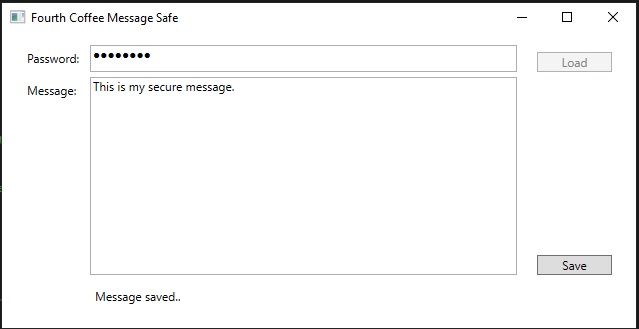 Fourth Coffee Message Safe
Password: ●●●●●●●● Load
Message: This is my secure message.
Save
Message saved..